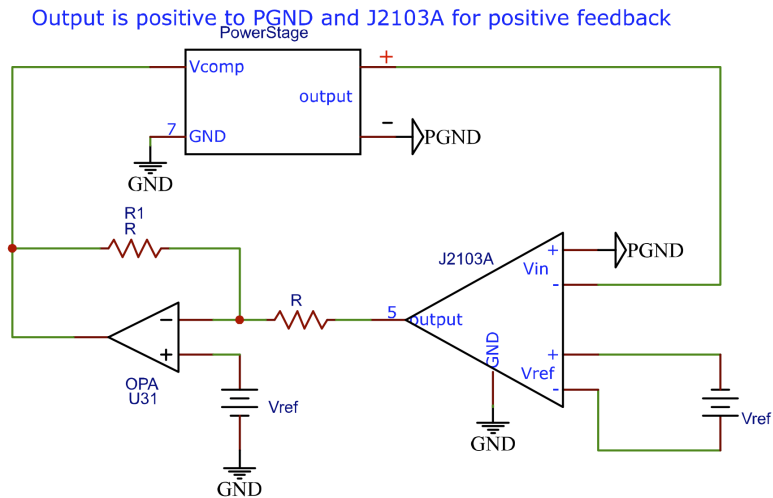 Output is positive to PGND and J2103A for positive feedback
PowerStage
Vcomp
+
output
7 GND
-
PGND
GND
R1
R
J2103A
+
Vin
-
PGND
R
5 output
GND
+
Vref
-
GND
Vref
-
+
OPA
U31
Vref
GND